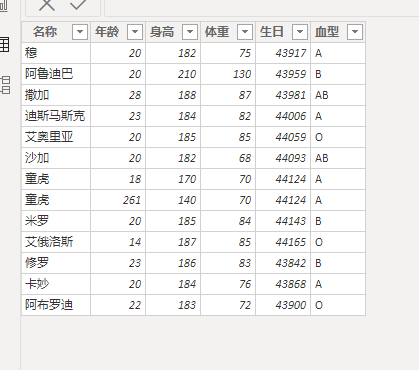 名称 年龄 身高 体重 生日 血型
穆 20 182 75 43917 A
阿鲁迪巴 20 210 130 43959 B
撒加 28 188 87 43981 AB
迪斯马斯克 23 184 82 44006 A
艾奥里亚 20 185 85 44059 O
沙加 20 182 68 44093 AB
童虎 18 170 70 44124 A
童虎 261 140 70 44124 A
米罗 20 185 84 44143 B
艾俄洛斯 14 187 85 44165 O
修罗 23 186 83 43842 B
卡妙 20 184 76 43868 A
阿布罗迪 22 183 72 43900 O